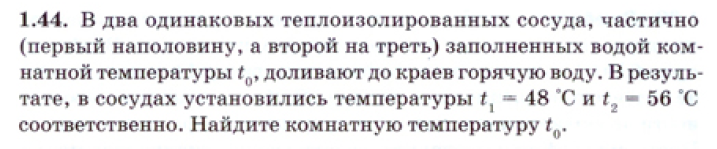 1.44. В два одинаковых теплоизолированных сосуда, частично
(первый наполовину, а второй на треть) заполненных водой ком-
натной температуры t₀, доливают до краев горячую воду. В резуль-
тате, в сосудах установились температуры t₁ = 48 °C и t₂ = 56 °C
соответственно. Найдите комнатную температуру t₀.